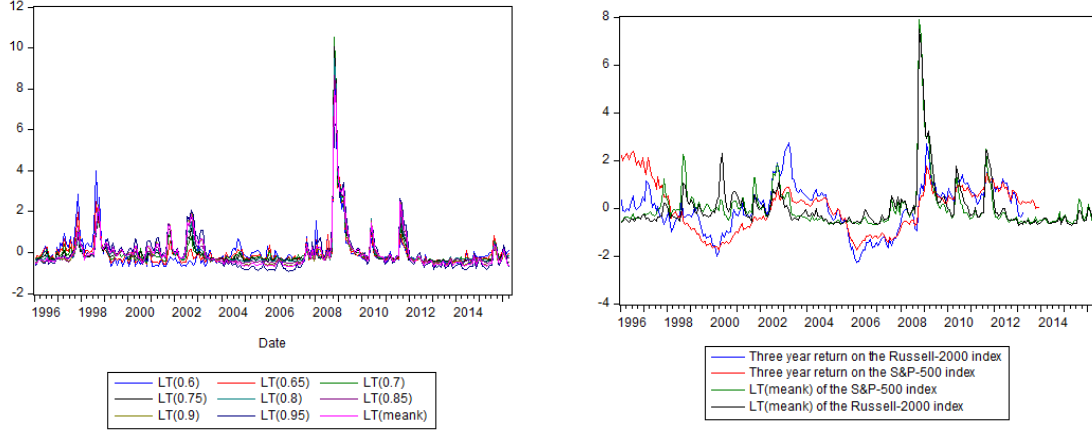 12
10
8
6
4
2
0
-2
1996 1998 2000 2002 2004 2006 2008 2010 2012 2014
Date
LT(0.6) LT(0.65) LT(0.7)
LT(0.75) LT(0.8) LT(0.85)
LT(0.9) LT(0.95) LT(meank)
8
6
4
2
0
-2
-4
1996 1998 2000 2002 2004 2006 2008 2010 2012 2014
Three year return on the Russell-2000 index
Three year return on the S&P-500 index
LT(meank) of the S&P-500 index
LT(meank) of the Russell-2000 index